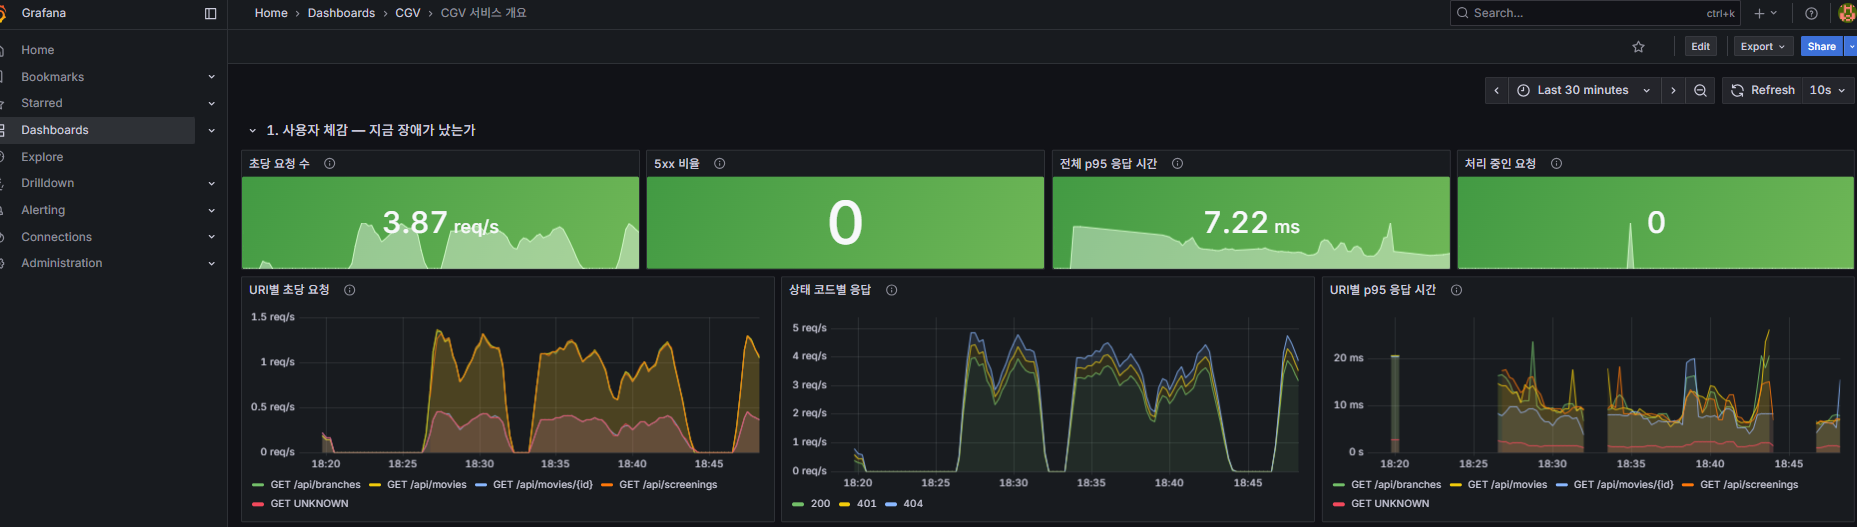 Grafana
Home › Dashboards › CGV › CGV 서비스 개요
Search...
ctrl+k
Home
Bookmarks
Starred
Dashboards
Explore
Drilldown
Alerting
Connections
Administration
Edit
Export
Share
Last 30 minutes
Refresh
10s
1. 사용자 체감 — 지금 장애가 났는가
초당 요청 수
3.87 req/s
5xx 비율
0
전체 p95 응답 시간
7.22 ms
처리 중인 요청
0
URI별 초당 요청
1.5 req/s
1 req/s
0.5 req/s
0 req/s
18:20 18:25 18:30 18:35 18:40 18:45
GET /api/branches GET /api/movies GET /api/movies/{id} GET /api/screenings
GET UNKNOWN
상태 코드별 응답
5 req/s
4 req/s
3 req/s
2 req/s
1 req/s
0 req/s
18:20 18:25 18:30 18:35 18:40 18:45
200 401 404
URI별 p95 응답 시간
20 ms
10 ms
0 s
18:20 18:25 18:30 18:35 18:40 18:45
GET /api/branches GET /api/movies GET /api/movies/{id} GET /api/screenings
GET UNKNOWN